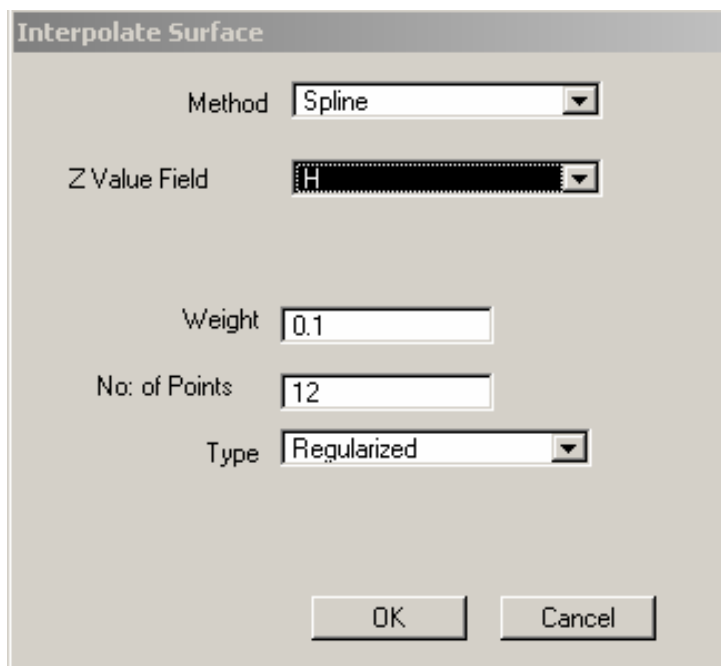 Interpolate Surface
Method Spline
Z Value Field H
Weight 0.1
No: of Points 12
Type Regularized
OK Cancel